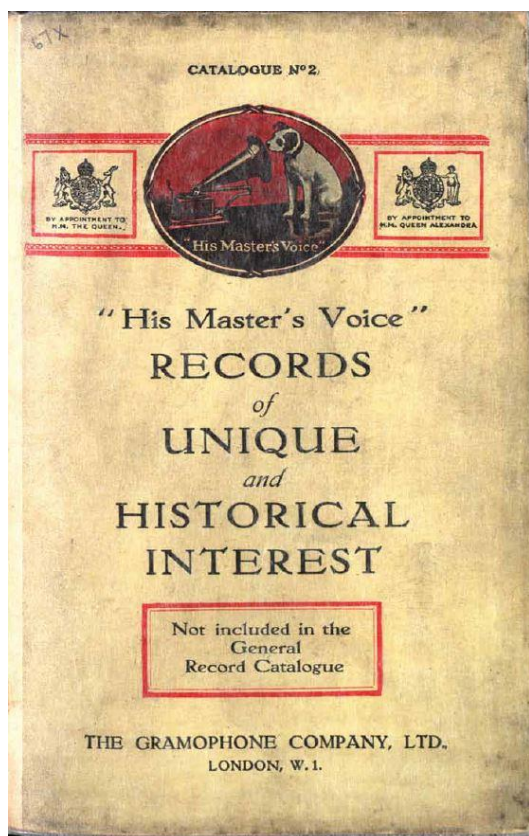 67X
CATALOGUE Nº2,
BY APPOINTMENT TO
H.M. THE QUEEN.
BY APPOINTMENT TO
H.M. QUEEN ALEXANDRA
"His Master's Voice"
"His Master's Voice"
RECORDS
of
UNIQUE
and
HISTORICAL
INTEREST
Not included in the
General
Record Catalogue
THE GRAMOPHONE COMPANY, LTD.,
LONDON, W.1.